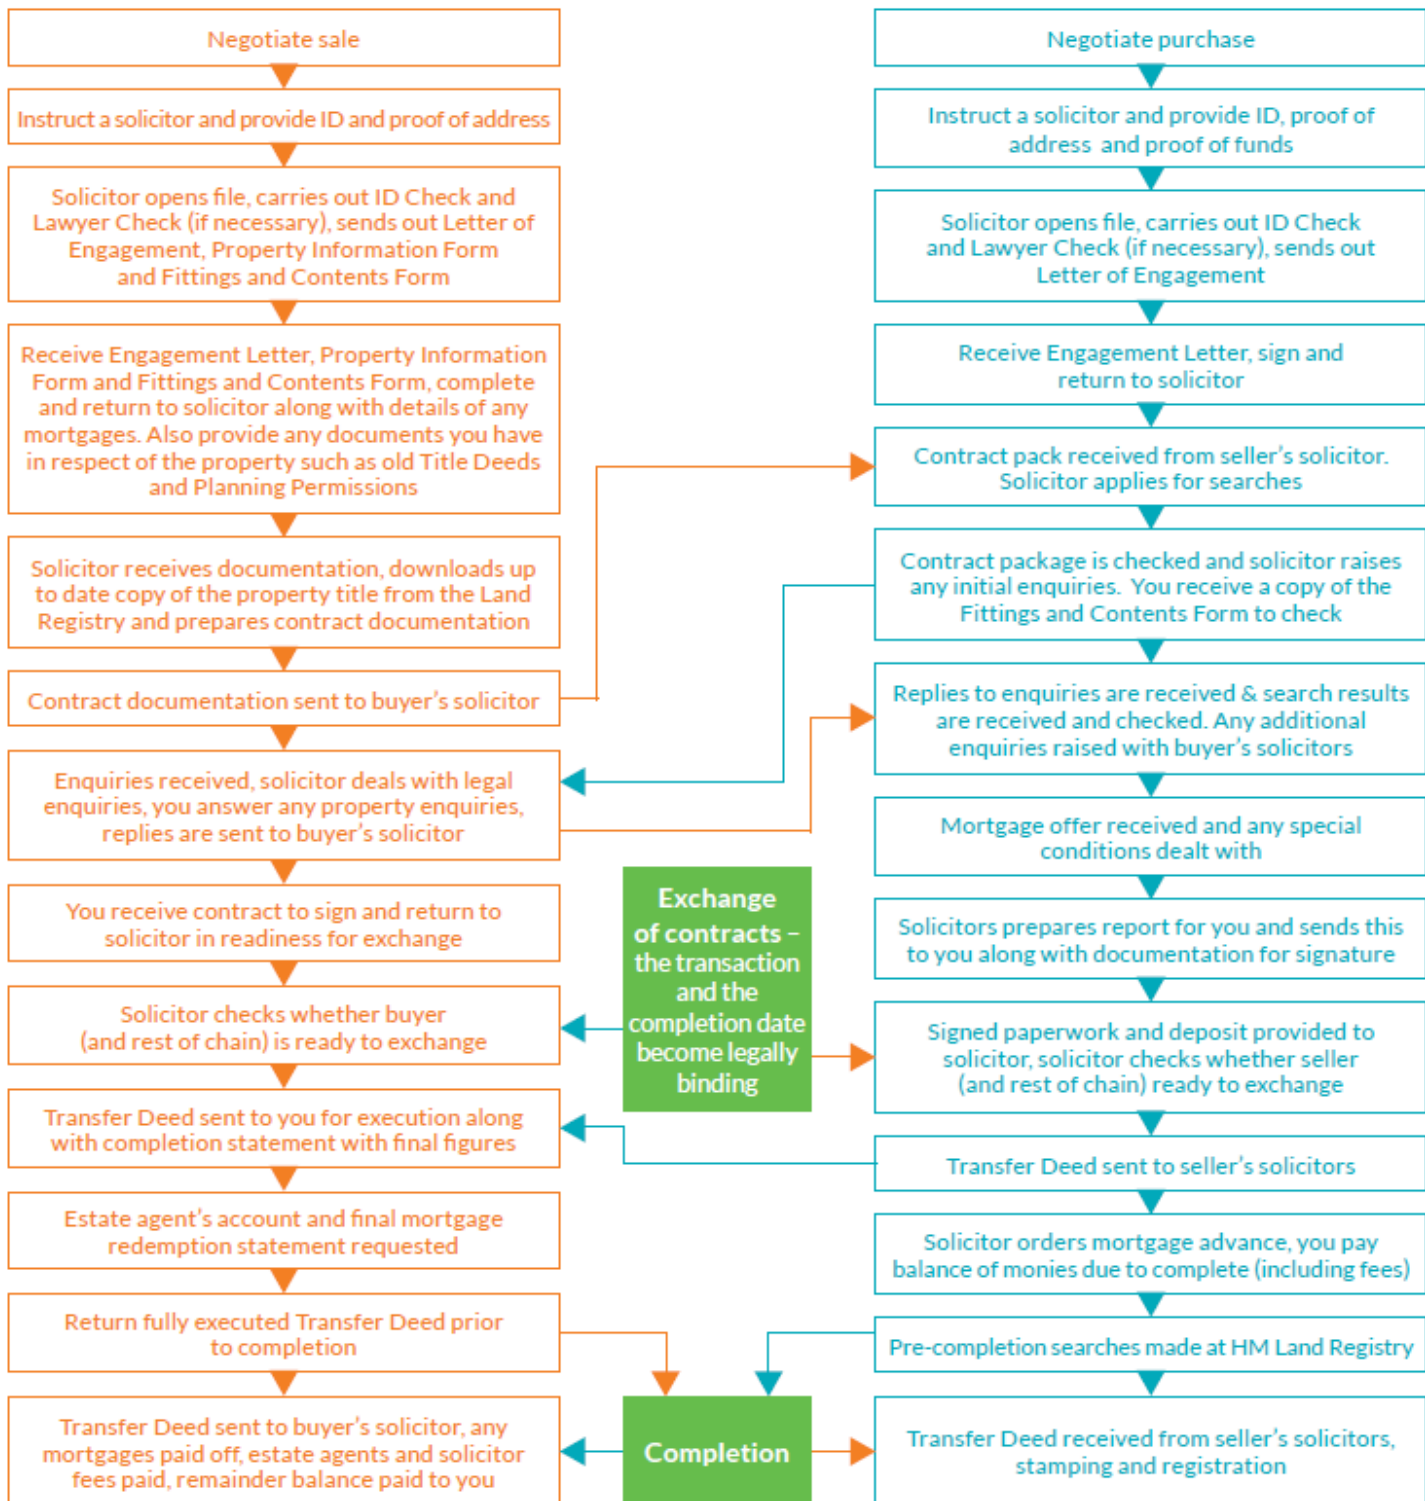 Negotiate sale
Instruct a solicitor and provide ID and proof of address
Solicitor opens file, carries out ID Check and
Lawyer Check (if necessary), sends out Letter of
Engagement, Property Information Form
and Fittings and Contents Form
Receive Engagement Letter, Property Information
Form and Fittings and Contents Form, complete
and return to solicitor along with details of any
mortgages. Also provide any documents you have
in respect of the property such as old Title Deeds
and Planning Permissions
Solicitor receives documentation, downloads up
to date copy of the property title from the Land
Registry and prepares contract documentation
Contract documentation sent to buyer's solicitor
Enquiries received, solicitor deals with legal
enquiries, you answer any property enquiries,
replies are sent to buyer's solicitor
You receive contract to sign and return to
solicitor in readiness for exchange
Solicitor checks whether buyer
(and rest of chain) is ready to exchange
Transfer Deed sent to you for execution along
with completion statement with final figures
Estate agent's account and final mortgage
redemption statement requested
Return fully executed Transfer Deed prior
to completion
Transfer Deed sent to buyer's solicitor, any
mortgages paid off, estate agents and solicitor
fees paid, remainder balance paid to you
Exchange
of contracts –
the transaction
and the
completion date
become legally
binding
Completion
Negotiate purchase
Instruct a solicitor and provide ID, proof of
address and proof of funds
Solicitor opens file, carries out ID Check
and Lawyer Check (if necessary), sends out
Letter of Engagement
Receive Engagement Letter, sign and
return to solicitor
Contract pack received from seller's solicitor.
Solicitor applies for searches
Contract package is checked and solicitor raises
any initial enquiries. You receive a copy of the
Fittings and Contents Form to check
Replies to enquiries are received & search results
are received and checked. Any additional
enquiries raised with buyer's solicitors
Mortgage offer received and any special
conditions dealt with
Solicitors prepares report for you and sends this
to you along with documentation for signature
Signed paperwork and deposit provided to
solicitor, solicitor checks whether seller
(and rest of chain) ready to exchange
Transfer Deed sent to seller's solicitors
Solicitor orders mortgage advance, you pay
balance of monies due to complete (including fees)
Pre-completion searches made at HM Land Registry
Transfer Deed received from seller's solicitors,
stamping and registration